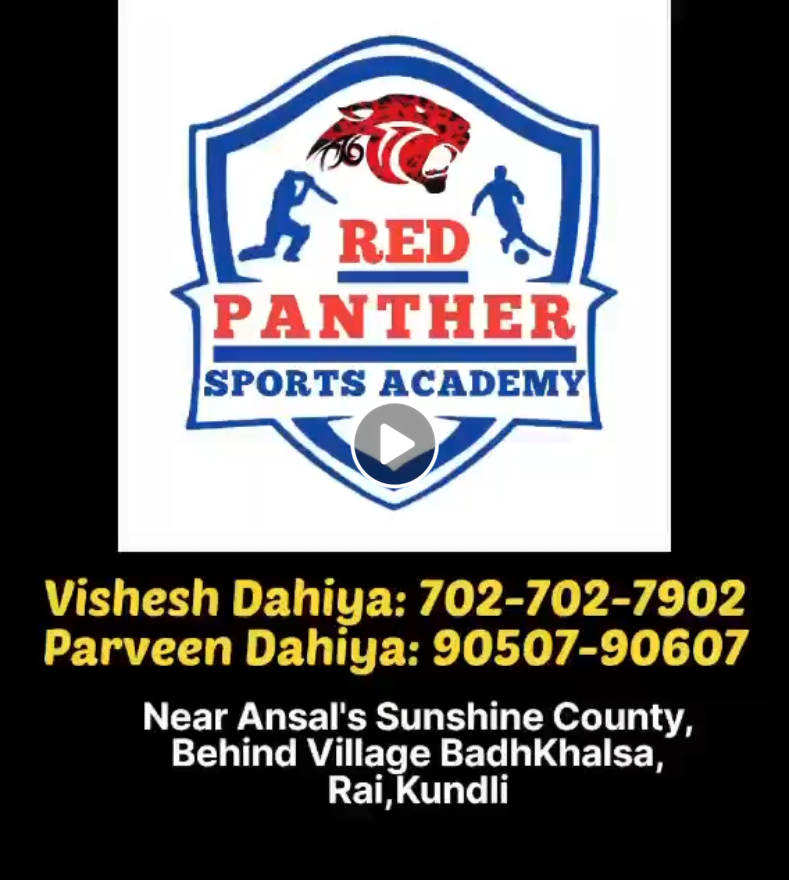 RED
PANTHER
SPORTS ACADEMY
Vishesh Dahiya: 702-702-7902
Parveen Dahiya: 90507-90607
Near Ansal's Sunshine County,
Behind Village BadhKhalsa,
Rai,Kundli